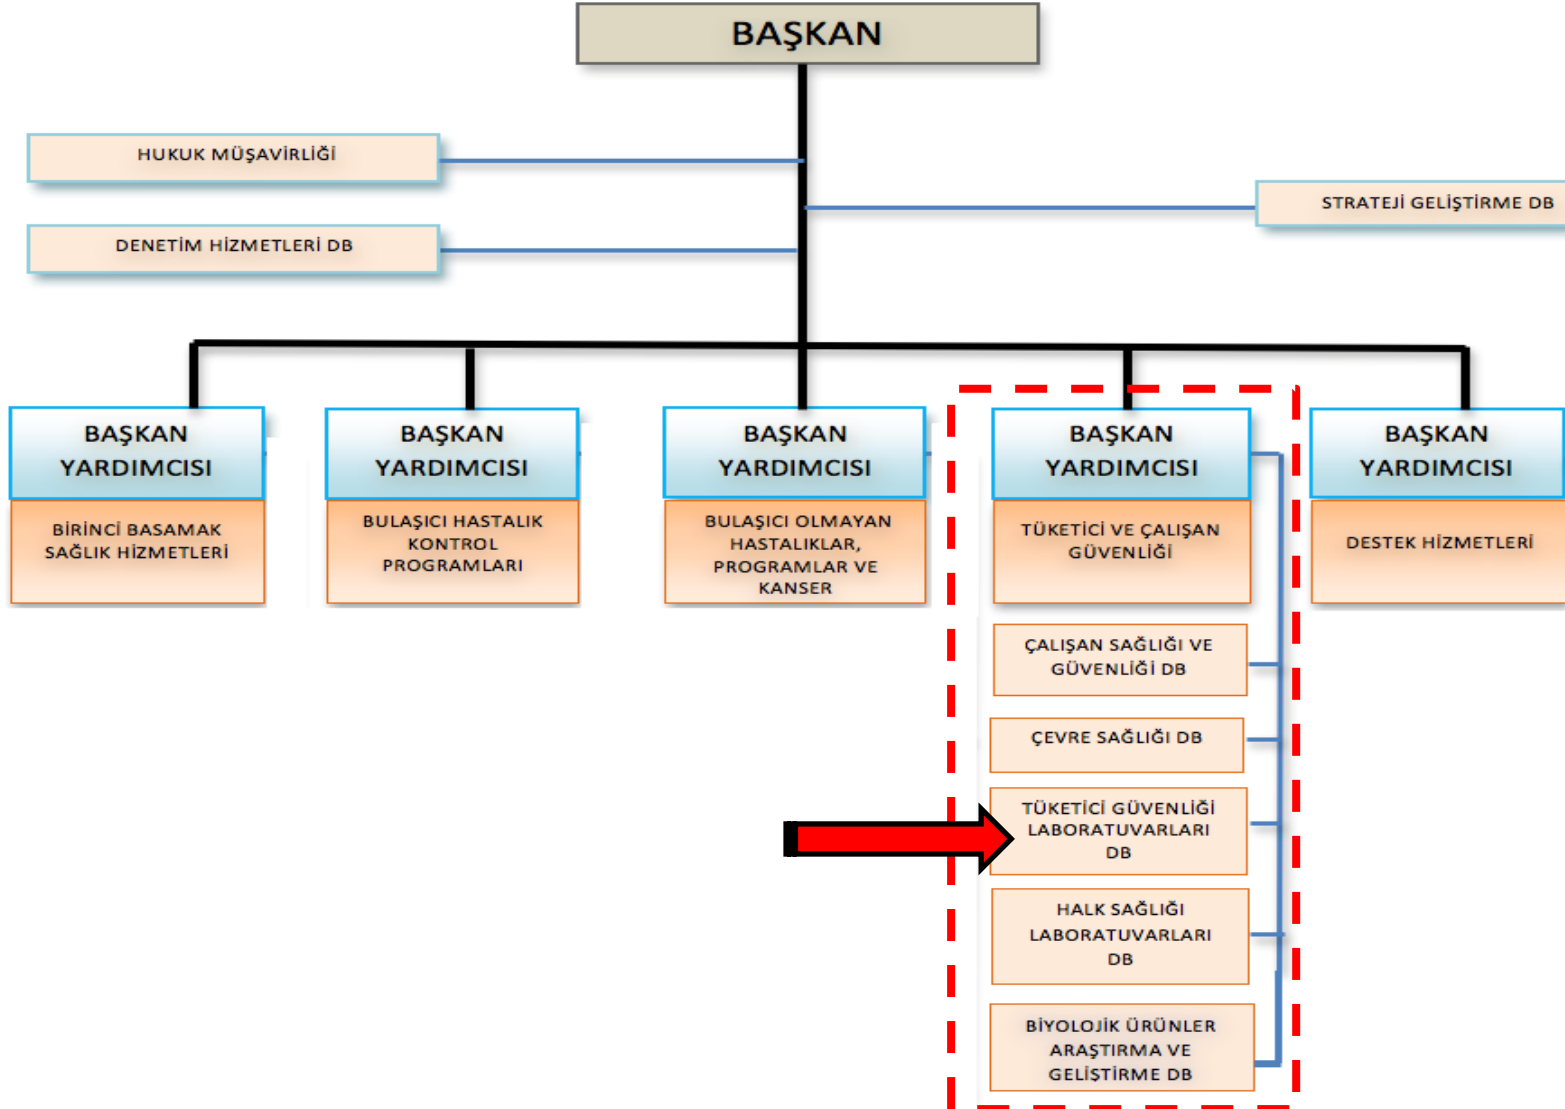 BAŞKAN
HUKUK MÜŞAVİRLİĞİ
STRATEJİ GELİŞTİRME DB
DENETİM HİZMETLERİ DB
BAŞKAN
YARDIMCISI
BİRİNCİ BASAMAK
SAĞLIK HİZMETLERİ
BAŞKAN
YARDIMCISI
BULAŞICI HASTALIK
KONTROL
PROGRAMLARI
BAŞKAN
YARDIMCISI
BULAŞICI OLMAYAN
HASTALIKLAR,
PROGRAMLAR VE
KANSER
BAŞKAN
YARDIMCISI
TÜKETİCİ VE ÇALIŞAN
GÜVENLİĞİ
ÇALIŞAN SAĞLIĞI VE
GÜVENLİĞİ DB
ÇEVRE SAĞLIĞI DB
TÜKETİCİ GÜVENLİĞİ
LABORATUVARLARI
DB
HALK SAĞLIĞI
LABORATUVARLARI
DB
BİYOLOJİK ÜRÜNLER
ARAŞTIRMA VE
GELİŞTİRME DB
BAŞKAN
YARDIMCISI
DESTEK HİZMETLERİ